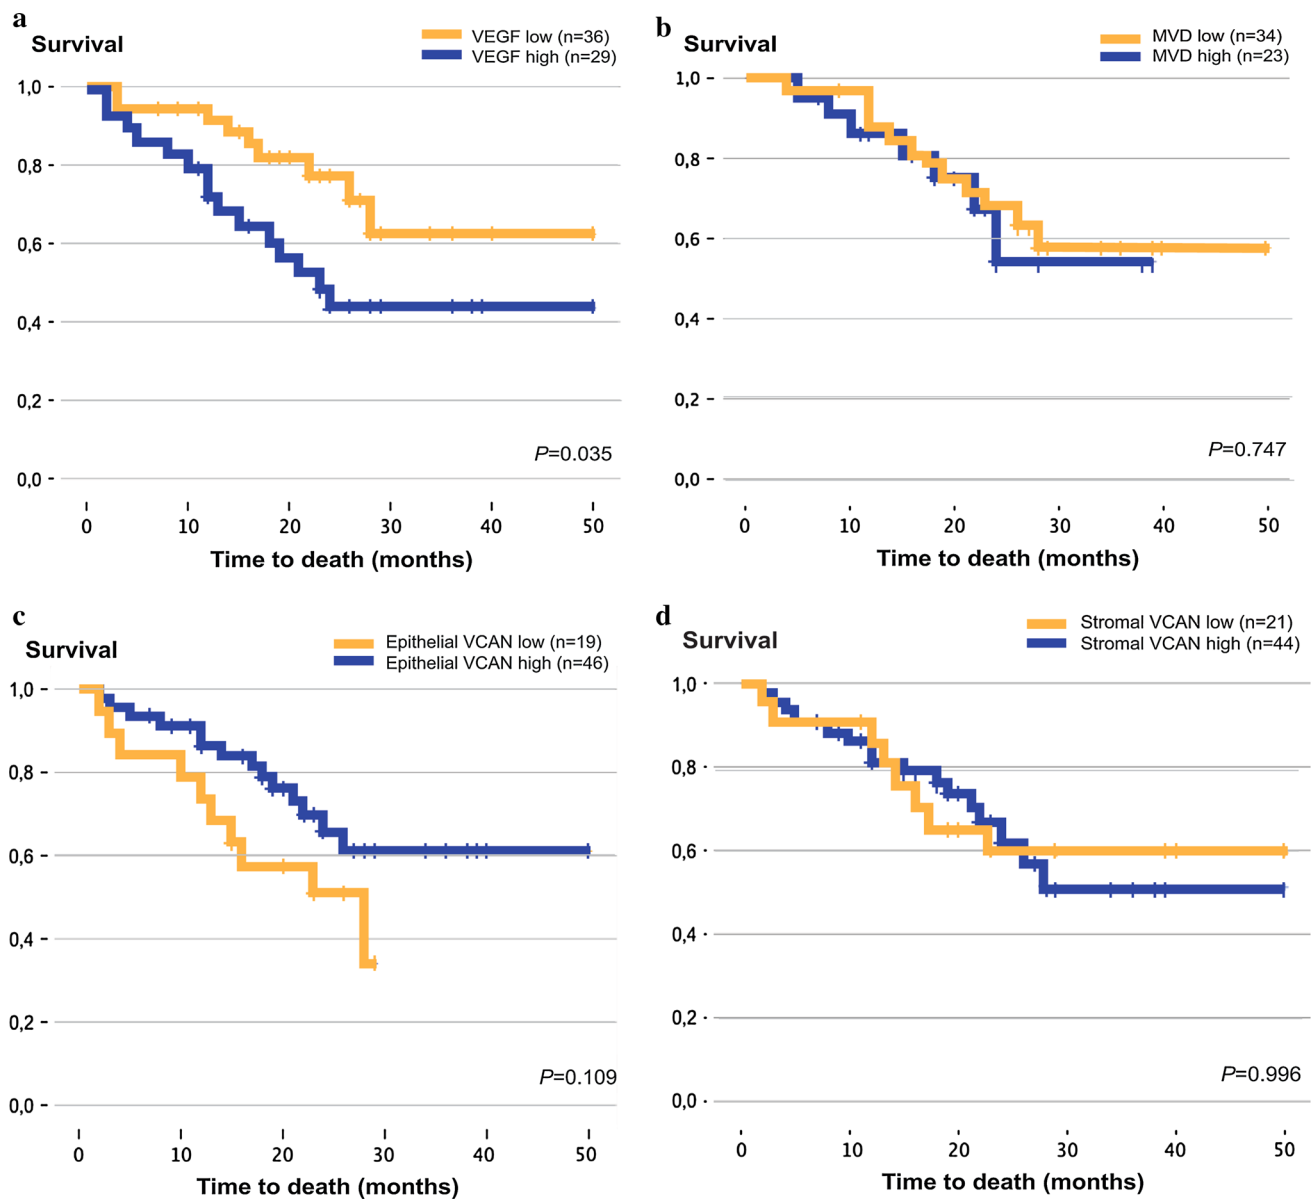 a
Survival
VEGF low (n=36)
VEGF high (n=29)
1,0
0,8
0,6
0,4
0,2
0,0
P=0.035
0 10 20 30 40 50
Time to death (months)
b
Survival
MVD low (n=34)
MVD high (n=23)
1,0
0,8
0,6
0,4
0,2
0,0
P=0.747
0 10 20 30 40 50
Time to death (months)
c
Survival
Epithelial VCAN low (n=19)
Epithelial VCAN high (n=46)
1,0
0,8
0,6
0,4
0,2
0,0
P=0.109
0 10 20 30 40 50
Time to death (months)
d
Survival
Stromal VCAN low (n=21)
Stromal VCAN high (n=44)
1,0
0,8
0,6
0,4
0,2
0,0
P=0.996
0 10 20 30 40 50
Time to death (months)